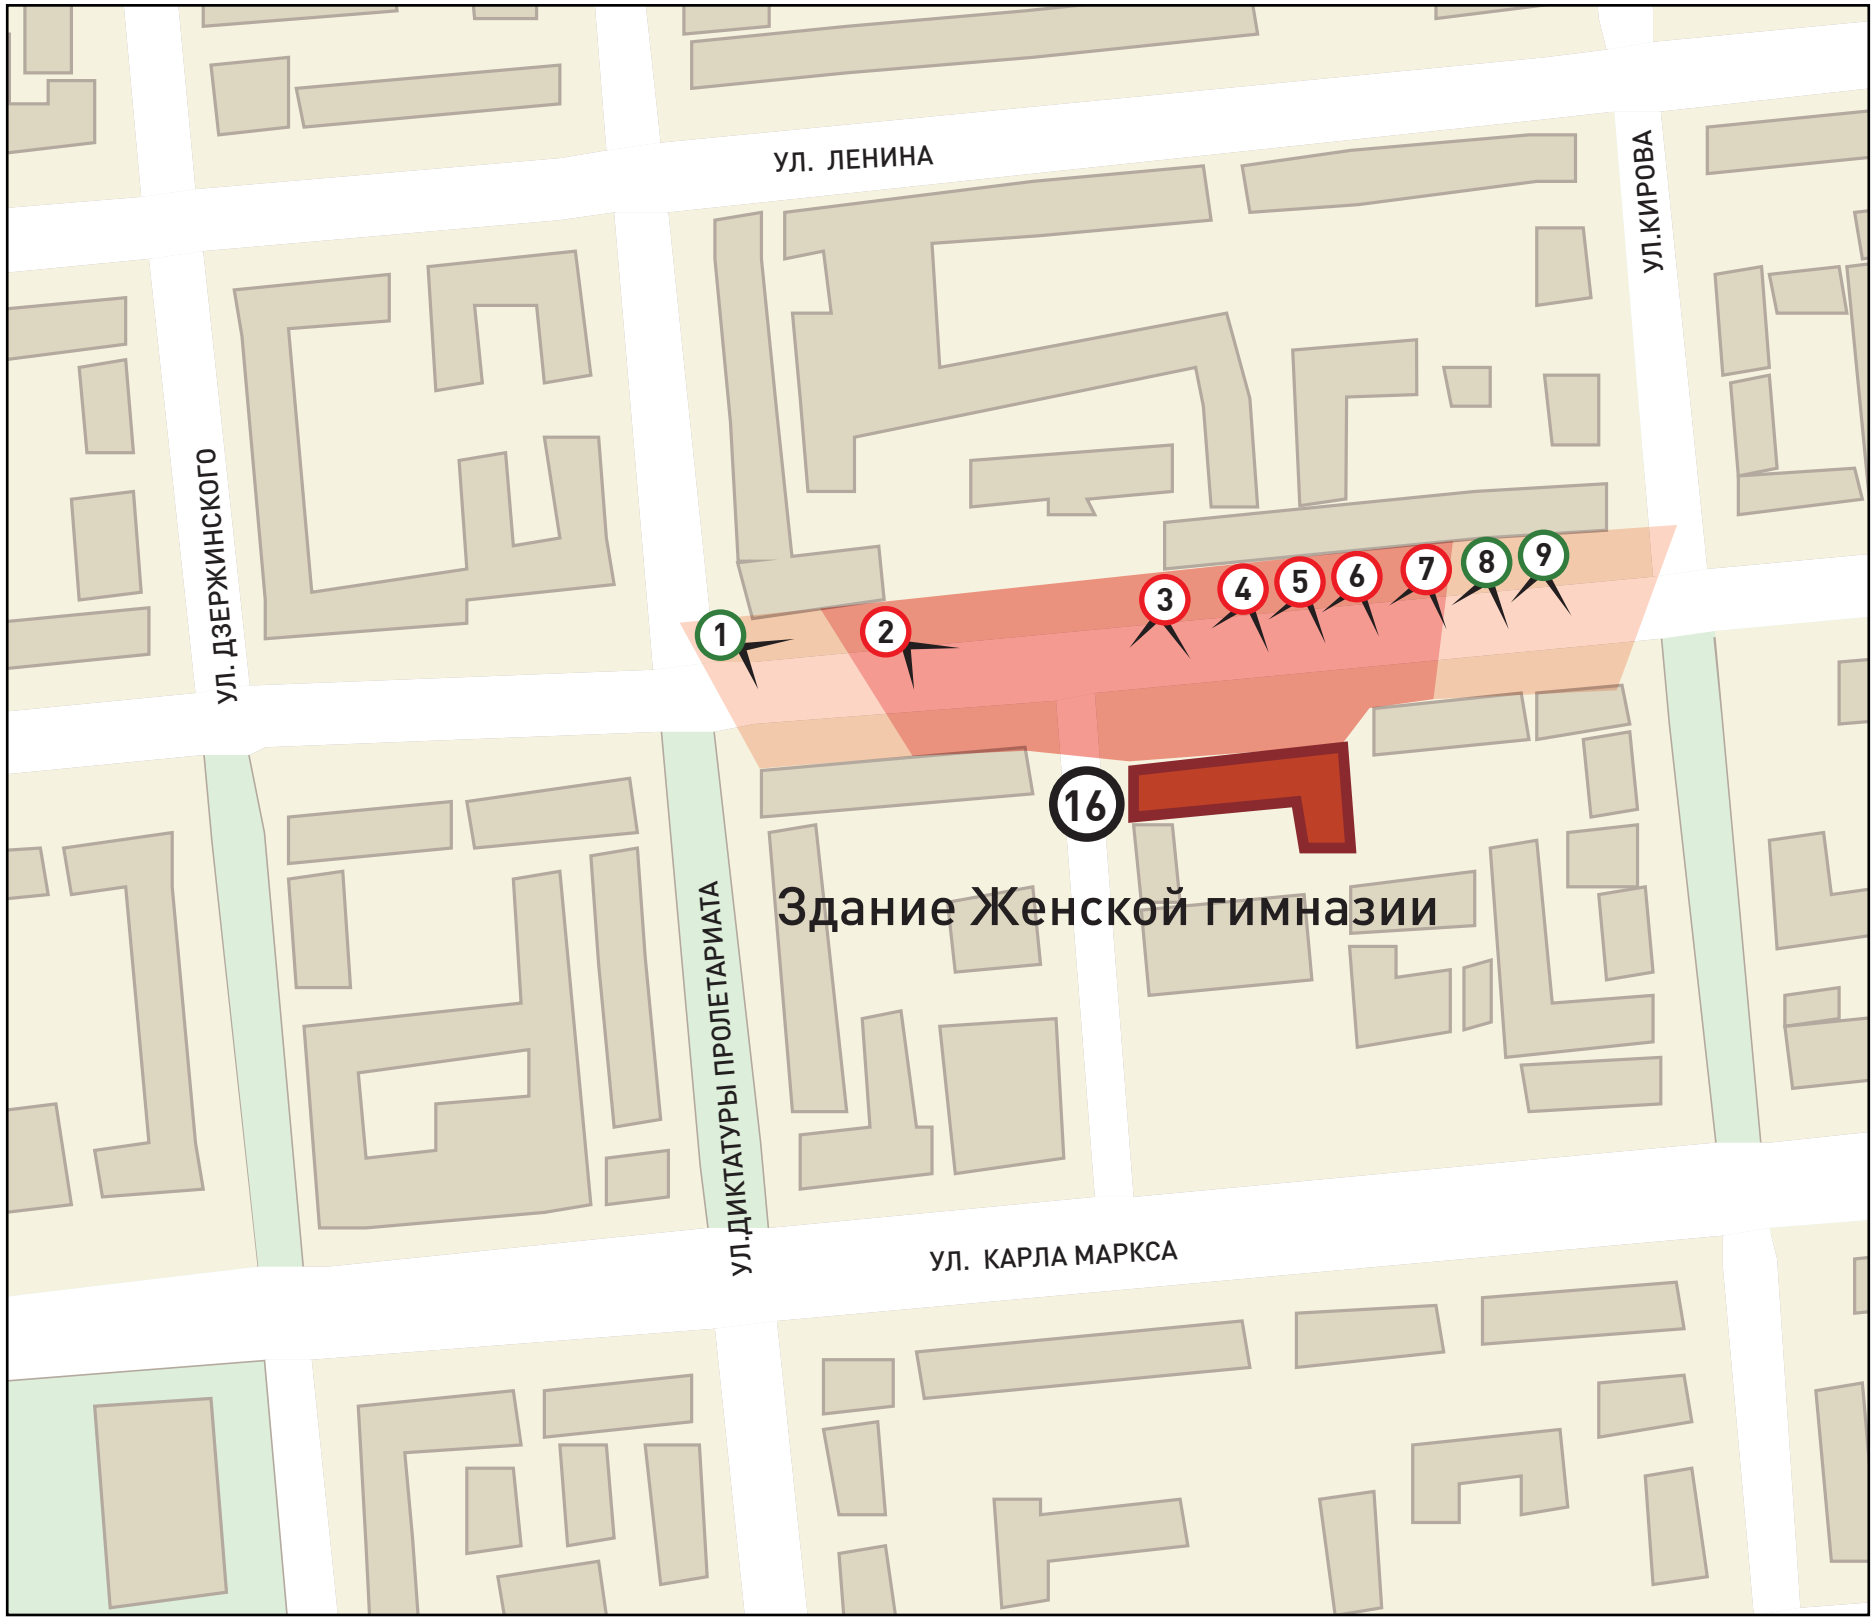 УЛ. ЛЕНИНА
УЛ.КИРОВА
УЛ. ДЗЕРЖИНСКОГО
1
2
3
4
5
6
7
8
9
16
Здание Женской гимназии
УЛ.ДИКТАТУРЫ ПРОЛЕТАРИАТА
УЛ. КАРЛА МАРКСА